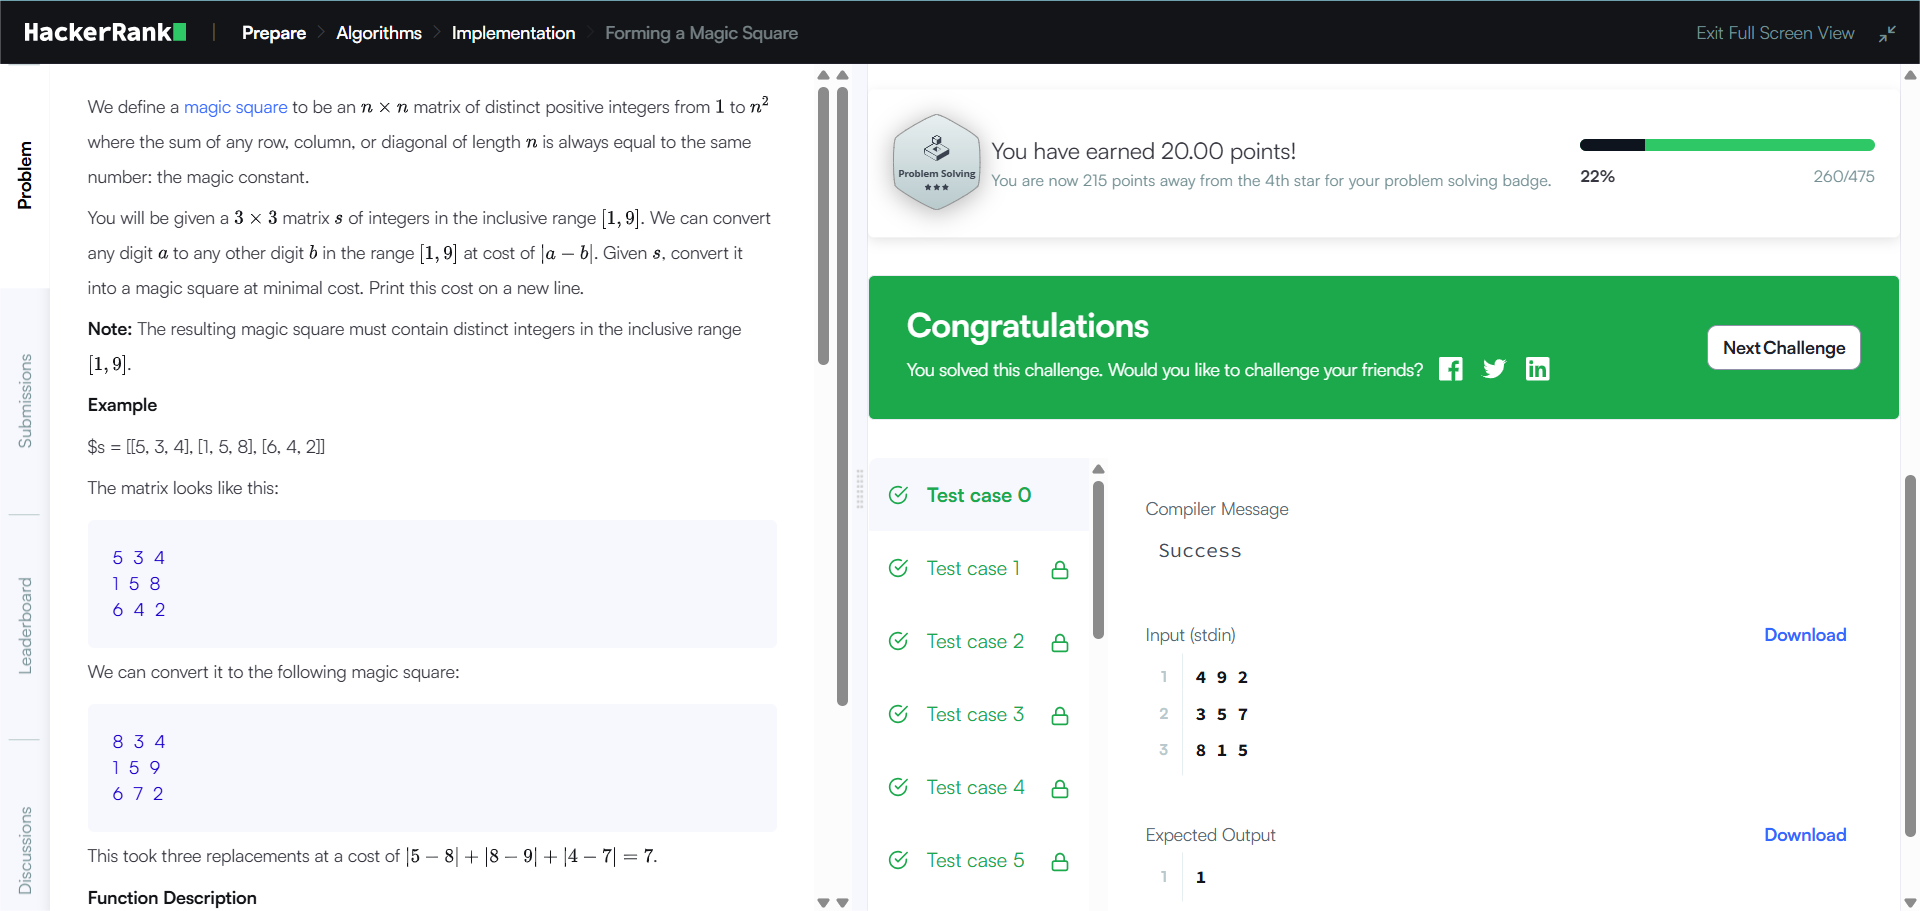 HackerRank
Prepare
Algorithms
Implementation
Forming a Magic Square
Exit Full Screen View
Problem
Submissions
Leaderboard
Discussions
We define a magic square to be an n × n matrix of distinct positive integers from 1 to n²
where the sum of any row, column, or diagonal of length n is always equal to the same
number: the magic constant.
You will be given a 3 × 3 matrix s of integers in the inclusive range [1, 9]. We can convert
any digit a to any other digit b in the range [1, 9] at cost of |a − b|. Given s, convert it
into a magic square at minimal cost. Print this cost on a new line.
Note: The resulting magic square must contain distinct integers in the inclusive range
[1, 9].
Example
$s = [[5, 3, 4], [1, 5, 8], [6, 4, 2]]
The matrix looks like this:
5 3 4
1 5 8
6 4 2
We can convert it to the following magic square:
8 3 4
1 5 9
6 7 2
This took three replacements at a cost of |5 − 8| + |8 − 9| + |4 − 7| = 7.
Function Description
Problem Solving
You have earned 20.00 points!
You are now 215 points away from the 4th star for your problem solving badge.
22%
260/475
Congratulations
You solved this challenge. Would you like to challenge your friends?
Next Challenge
Test case 0
Test case 1
Test case 2
Test case 3
Test case 4
Test case 5
Compiler Message
Success
Input (stdin)
Download
1 4 9 2
2 3 5 7
3 8 1 5
Expected Output
Download
1 1